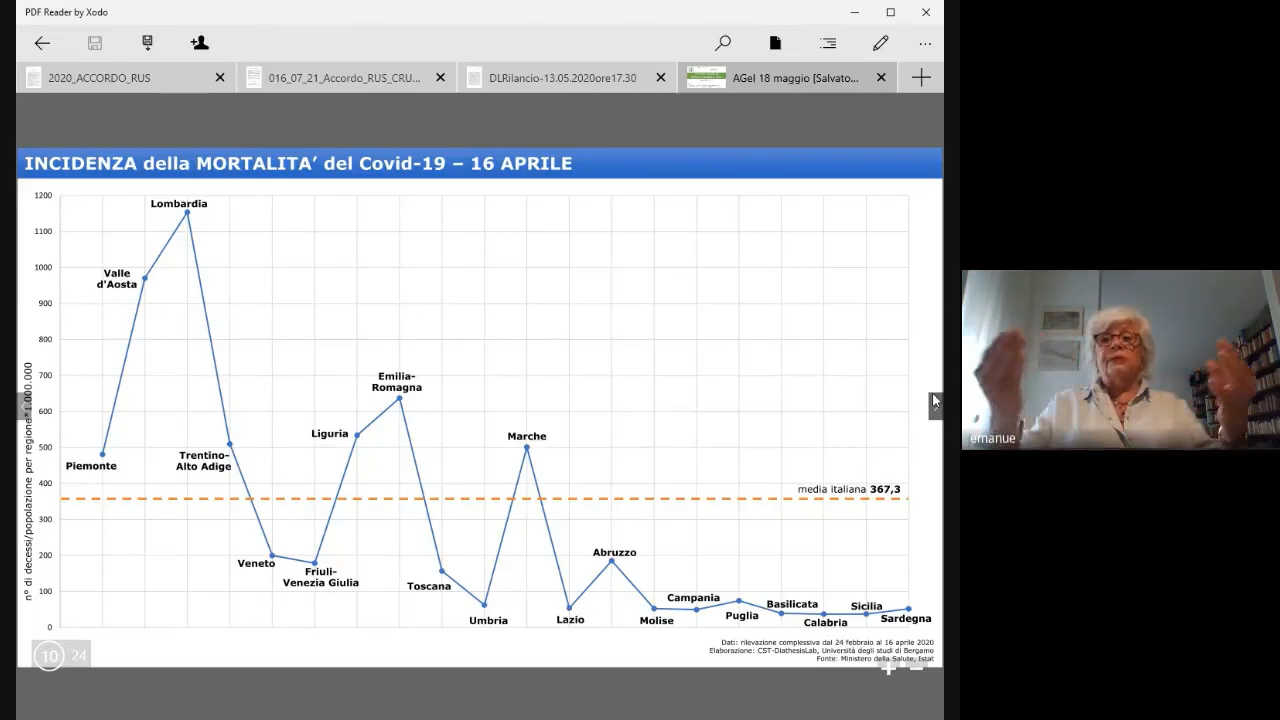 PDF Reader by Xodo
2020_ACCORDO_RUS
016_07_21_Accordo_RUS_CRU...
DLRilancio-13.05.2020ore17.30
AGeI 18 maggio [Salvato...
INCIDENZA della MORTALITA’ del Covid-19 – 16 APRILE
n° di decessi/popolazione per regione*1.000.000
1200
1100
1000
900
800
700
600
500
400
300
200
100
0
Piemonte
Valle
d'Aosta
Lombardia
Trentino-
Alto Adige
Veneto
Friuli-
Venezia Giulia
Liguria
Emilia-
Romagna
Toscana
Umbria
Marche
Lazio
Abruzzo
Molise
Campania
Puglia
Basilicata
Calabria
Sicilia
Sardegna
media italiana 367,3
Dati: rilevazione complessiva dal 24 febbraio al 16 aprile 2020
Elaborazione: CST-DiathesisLab, Università degli studi di Bergamo
Fonte: Ministero della Salute, Istat
10 24
emanue